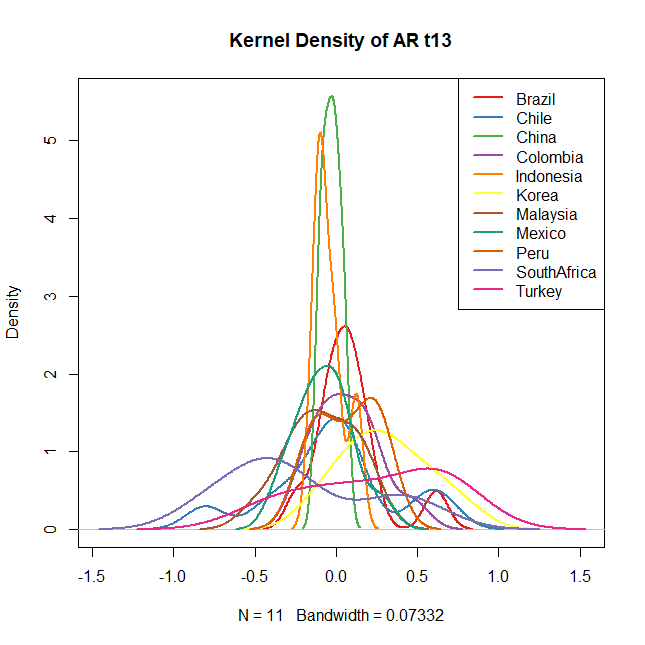 Kernel Density of AR t13
Brazil
Chile
China
Colombia
Indonesia
Korea
Malaysia
Mexico
Peru
SouthAfrica
Turkey
Density
5
4
3
2
1
0
-1.5 -1.0 -0.5 0.0 0.5 1.0 1.5
N = 11 Bandwidth = 0.07332